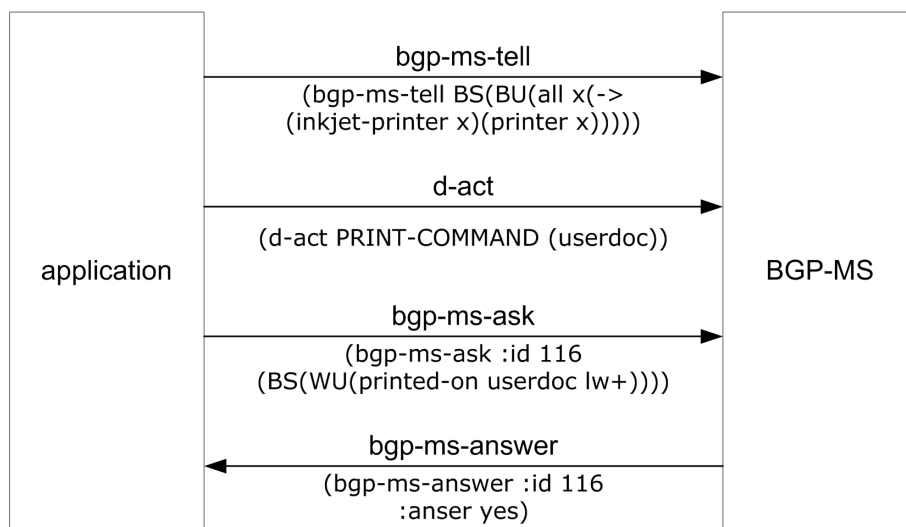 bgp-ms-tell
(bgp-ms-tell BS(BU(all x(->
(inkjet-printer x)(printer x)))))
d-act
(d-act PRINT-COMMAND (userdoc))
application
BGP-MS
bgp-ms-ask
(bgp-ms-ask :id 116
(BS(WU(printed-on userdoc lw+))))
bgp-ms-answer
(bgp-ms-answer :id 116
:anser yes)